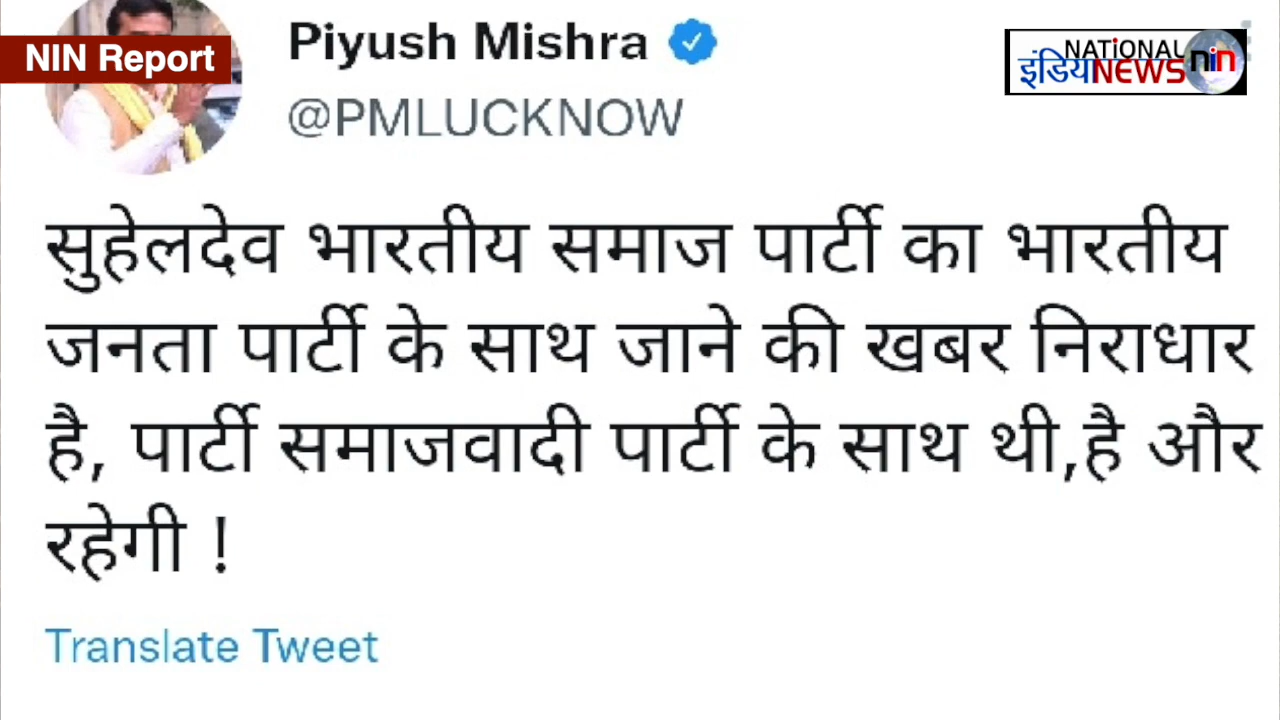 NIN Report
Piyush Mishra
@PMLUCKNOW
NATiONAL
इंडिया NEWS nin
सुहेलदेव भारतीय समाज पार्टी का भारतीय
जनता पार्टी के साथ जाने की खबर निराधार
है, पार्टी समाजवादी पार्टी के साथ थी,है और
रहेगी !
Translate Tweet